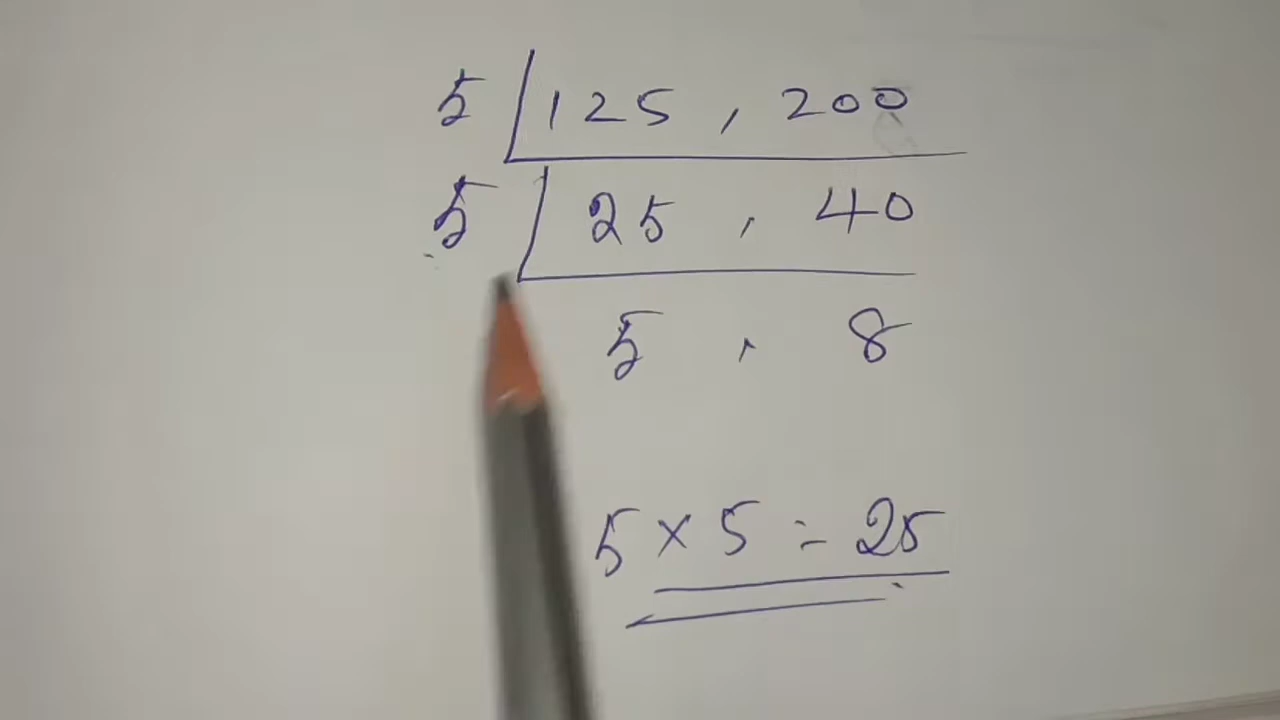 5 | 125 , 200
5 | 25 , 40
5 , 8
5 × 5 = 25